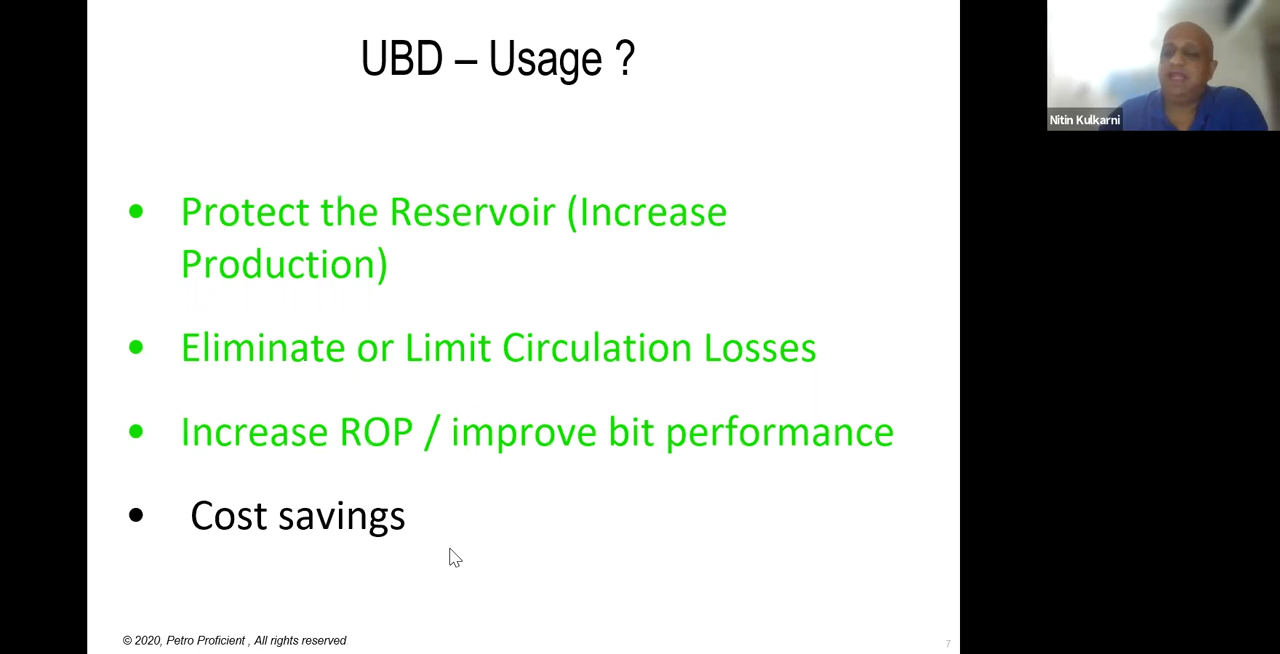 UBD – Usage ?
Nitin Kulkarni
• Protect the Reservoir (Increase
Production)
• Eliminate or Limit Circulation Losses
• Increase ROP / improve bit performance
• Cost savings
© 2020, Petro Proficient , All rights reserved
7